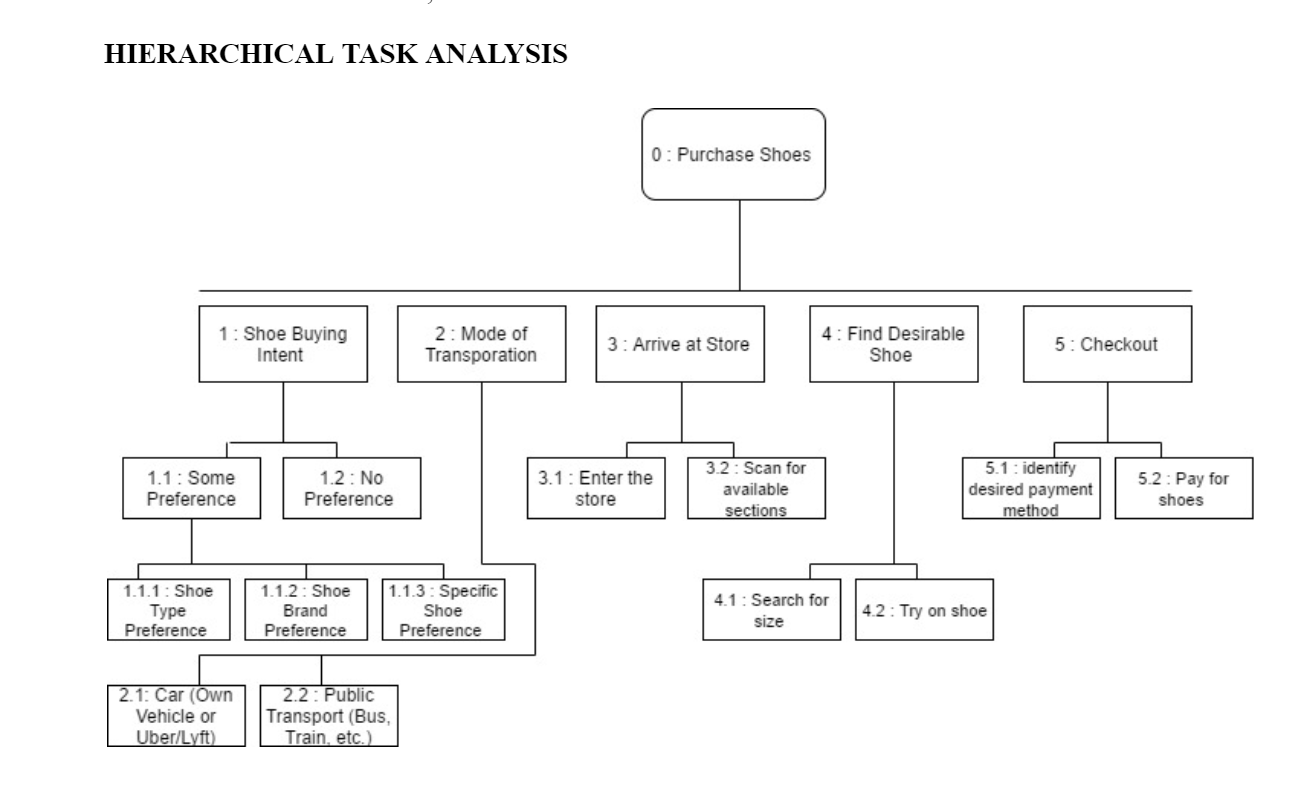 HIERARCHICAL TASK ANALYSIS
0 : Purchase Shoes
1 : Shoe Buying
Intent
2 : Mode of
Transporation
3 : Arrive at Store
4 : Find Desirable
Shoe
5 : Checkout
1.1 : Some
Preference
1.2 : No
Preference
3.1 : Enter the
store
3.2 : Scan for
available
sections
5.1 : identify
desired payment
method
5.2 : Pay for
shoes
1.1.1 : Shoe
Type
Preference
1.1.2 : Shoe
Brand
Preference
1.1.3 : Specific
Shoe
Preference
4.1 : Search for
size
4.2 : Try on shoe
2.1: Car (Own
Vehicle or
Uber/Lyft)
2.2 : Public
Transport (Bus,
Train, etc.)